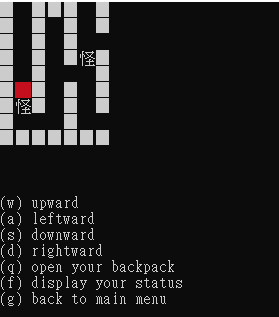 怪
怪
(w) upward
(a) leftward
(s) downward
(d) rightward
(q) open your backpack
(f) display your status
(g) back to main menu